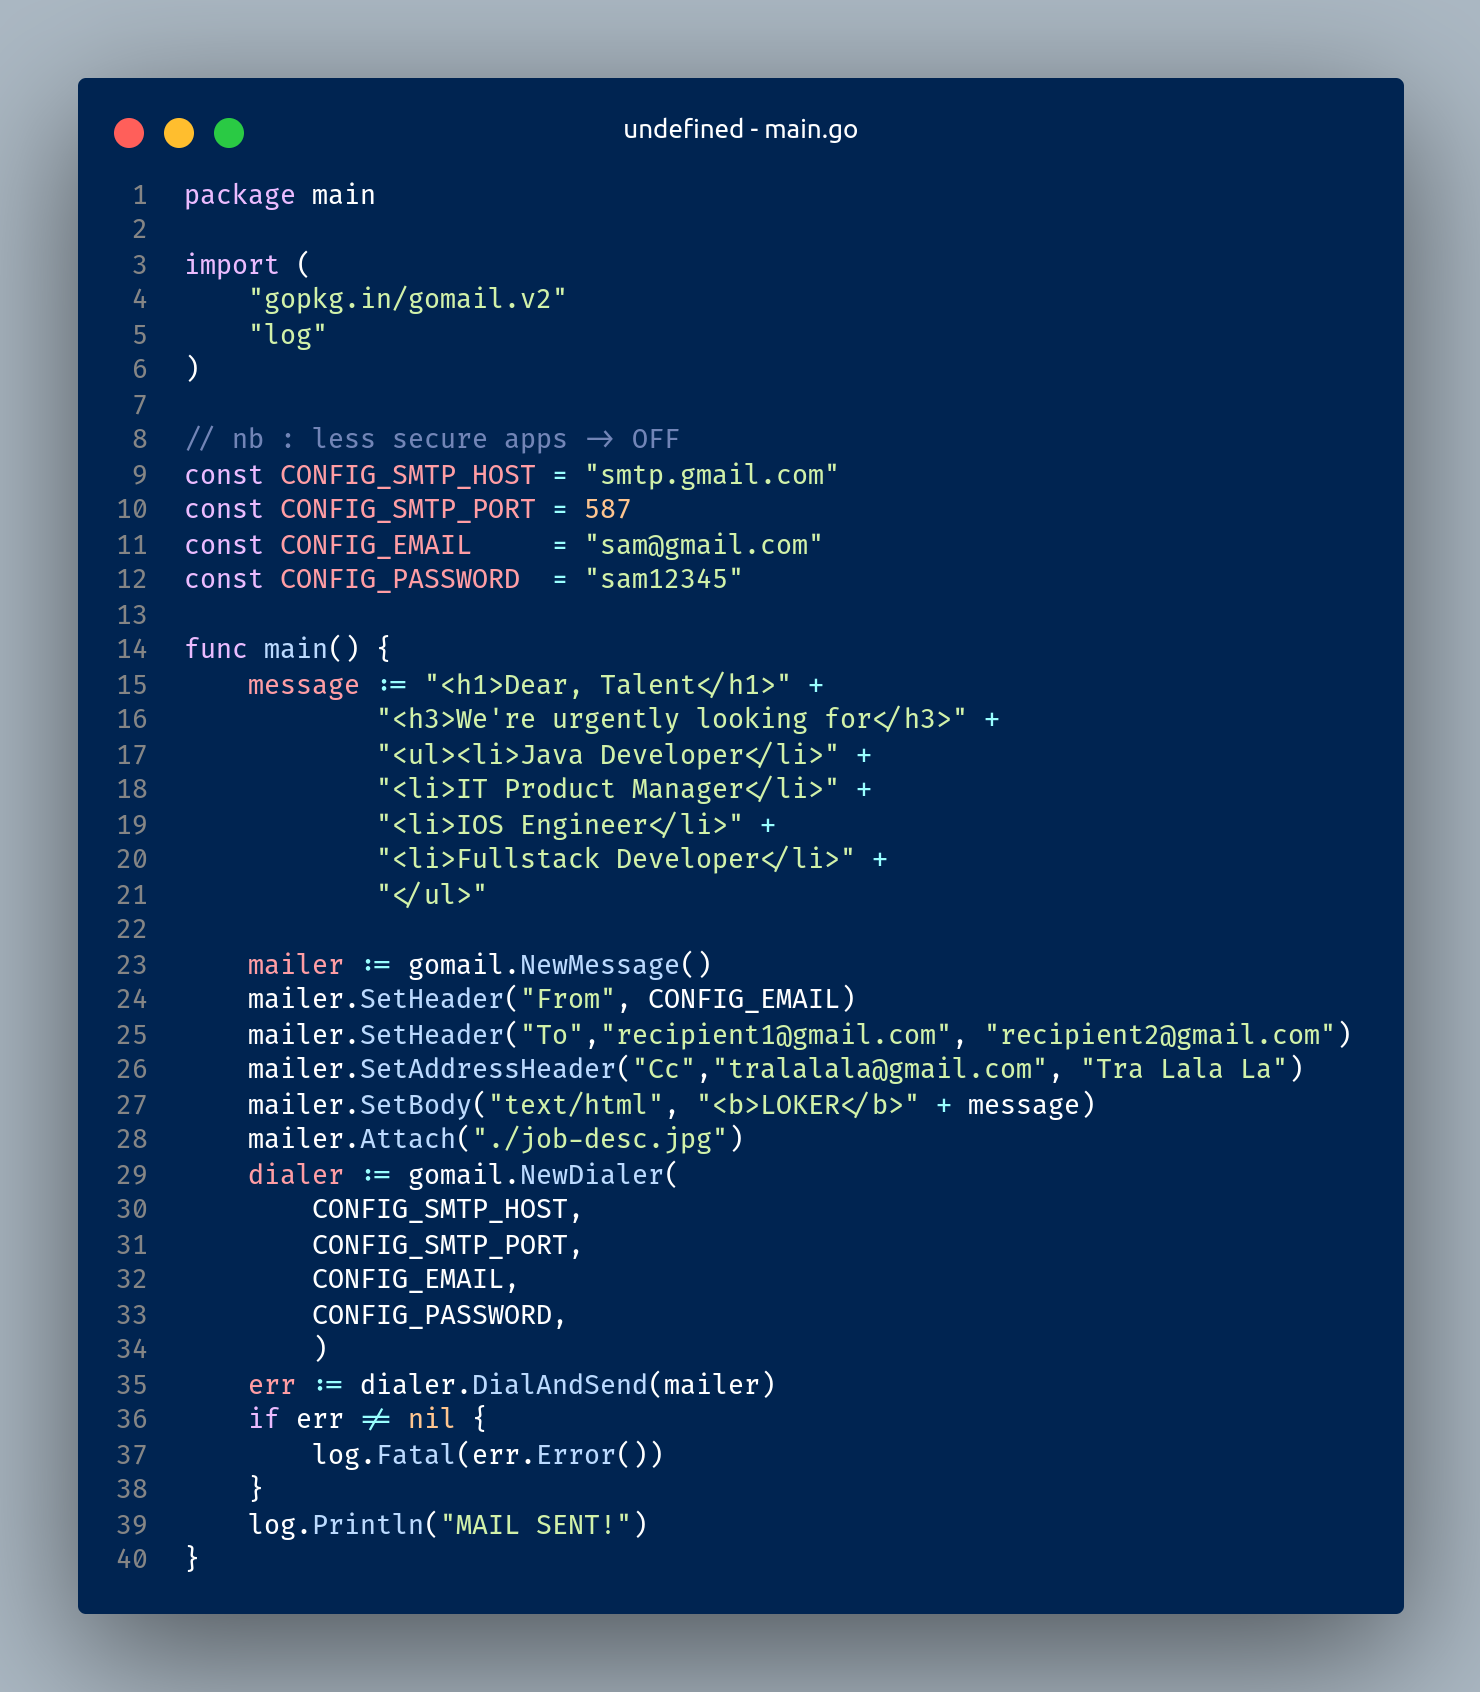 undefined - main.go
1 package main
2
3 import (
4     "gopkg.in/gomail.v2"
5     "log"
6 )
7
8 // nb : less secure apps -> OFF
9 const CONFIG_SMTP_HOST = "smtp.gmail.com"
10 const CONFIG_SMTP_PORT = 587
11 const CONFIG_EMAIL     = "sam@gmail.com"
12 const CONFIG_PASSWORD  = "sam12345"
13
14 func main() {
15     message := "<h1>Dear, Talent</h1>" +
16             "<h3>We're urgently looking for</h3>" +
17             "<ul><li>Java Developer</li>" +
18             "<li>IT Product Manager</li>" +
19             "<li>IOS Engineer</li>" +
20             "<li>Fullstack Developer</li>" +
21             "</ul>"
22
23     mailer := gomail.NewMessage()
24     mailer.SetHeader("From", CONFIG_EMAIL)
25     mailer.SetHeader("To","recipient1@gmail.com", "recipient2@gmail.com")
26     mailer.SetAddressHeader("Cc","tralalala@gmail.com", "Tra Lala La")
27     mailer.SetBody("text/html", "<b>LOKER</b>" + message)
28     mailer.Attach("./job-desc.jpg")
29     dialer := gomail.NewDialer(
30         CONFIG_SMTP_HOST,
31         CONFIG_SMTP_PORT,
32         CONFIG_EMAIL,
33         CONFIG_PASSWORD,
34         )
35     err := dialer.DialAndSend(mailer)
36     if err != nil {
37         log.Fatal(err.Error())
38     }
39     log.Println("MAIL SENT!")
40 }